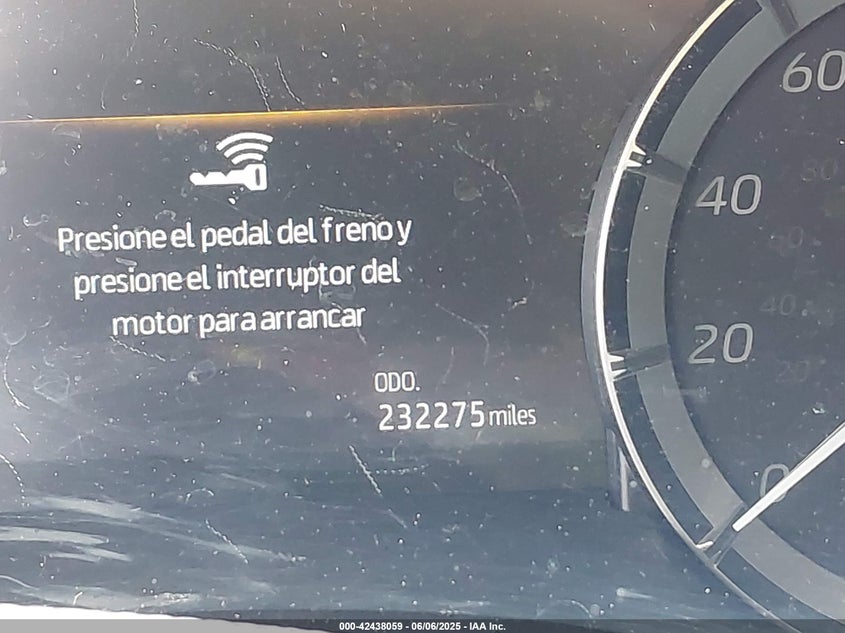 Presione el pedal del freno y
presione el interruptor del
motor para arrancar
ODO.
232275 miles
60
40
20
0
000-42438059 - 06/06/2025 - IAA Inc.